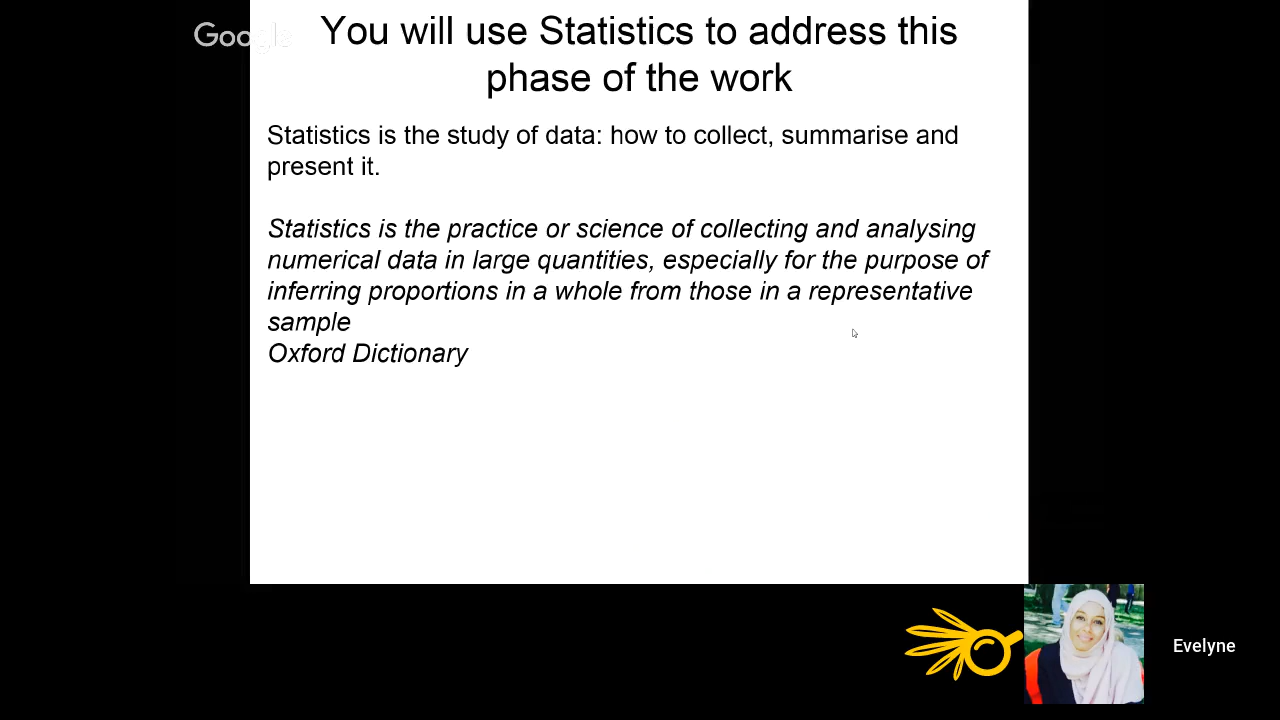 Google
You will use Statistics to address this
phase of the work
Statistics is the study of data: how to collect, summarise and
present it.
Statistics is the practice or science of collecting and analysing
numerical data in large quantities, especially for the purpose of
inferring proportions in a whole from those in a representative
sample
Oxford Dictionary
Evelyne